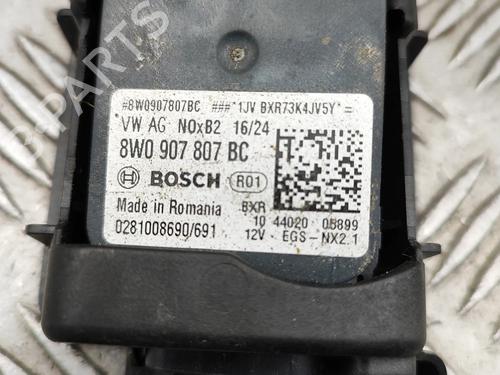 #8W0907807BC ###*1JV BXR73K4JV5Y*=
VW AG NOxB2 16/24
8W0 907 807 BC
BOSCH R01
Made in Romania BXR
10 44020 05899
0281008690/691 12V EGS-NX2.1